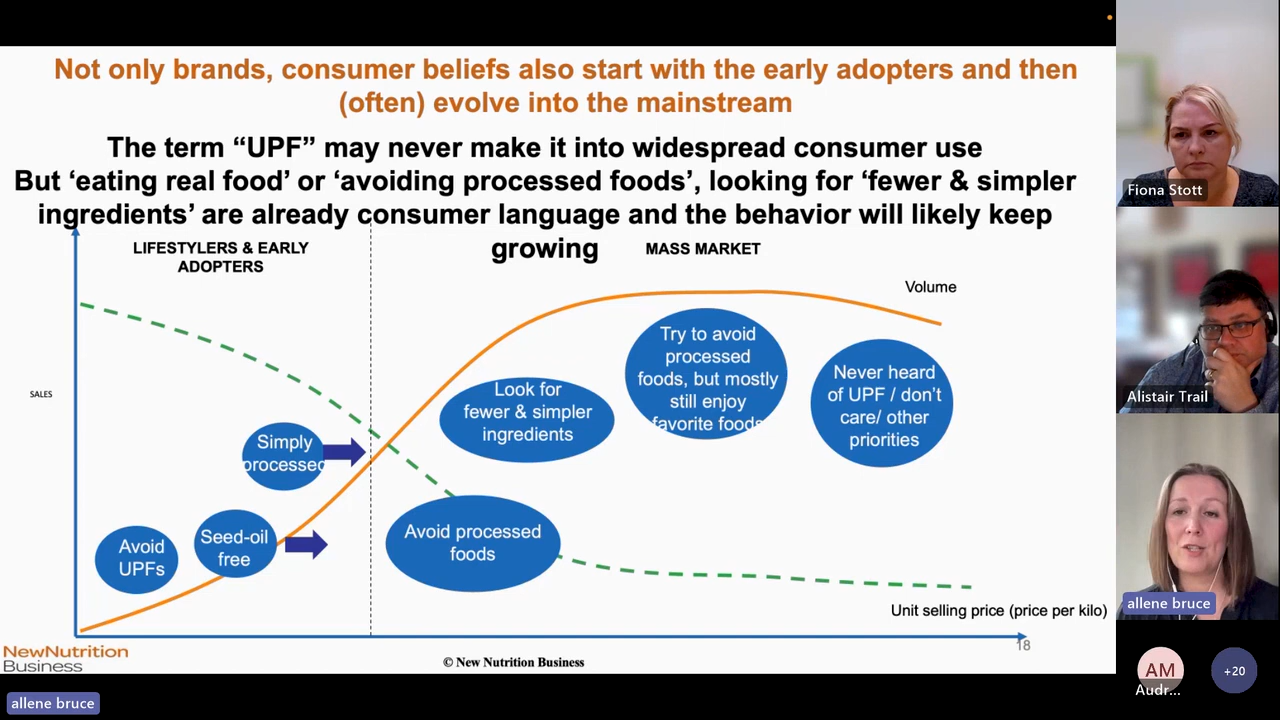 Not only brands, consumer beliefs also start with the early adopters and then
(often) evolve into the mainstream
The term “UPF” may never make it into widespread consumer use
But ‘eating real food’ or ‘avoiding processed foods’, looking for ‘fewer & simpler
ingredients’ are already consumer language and the behavior will likely keep
growing
LIFESTYLERS & EARLY
ADOPTERS
MASS MARKET
Volume
SALES
Simply
processed
Avoid
UPFs
Seed-oil
free
Look for
fewer & simpler
ingredients
Avoid processed
foods
Try to avoid
processed
foods, but mostly
still enjoy
favorite foods
Never heard
of UPF / don’t
care/ other
priorities
Unit selling price (price per kilo)
18
NewNutrition
Business
© New Nutrition Business
allene bruce
Fiona Stott
Alistair Trail
allene bruce
AM
Audr...
+20